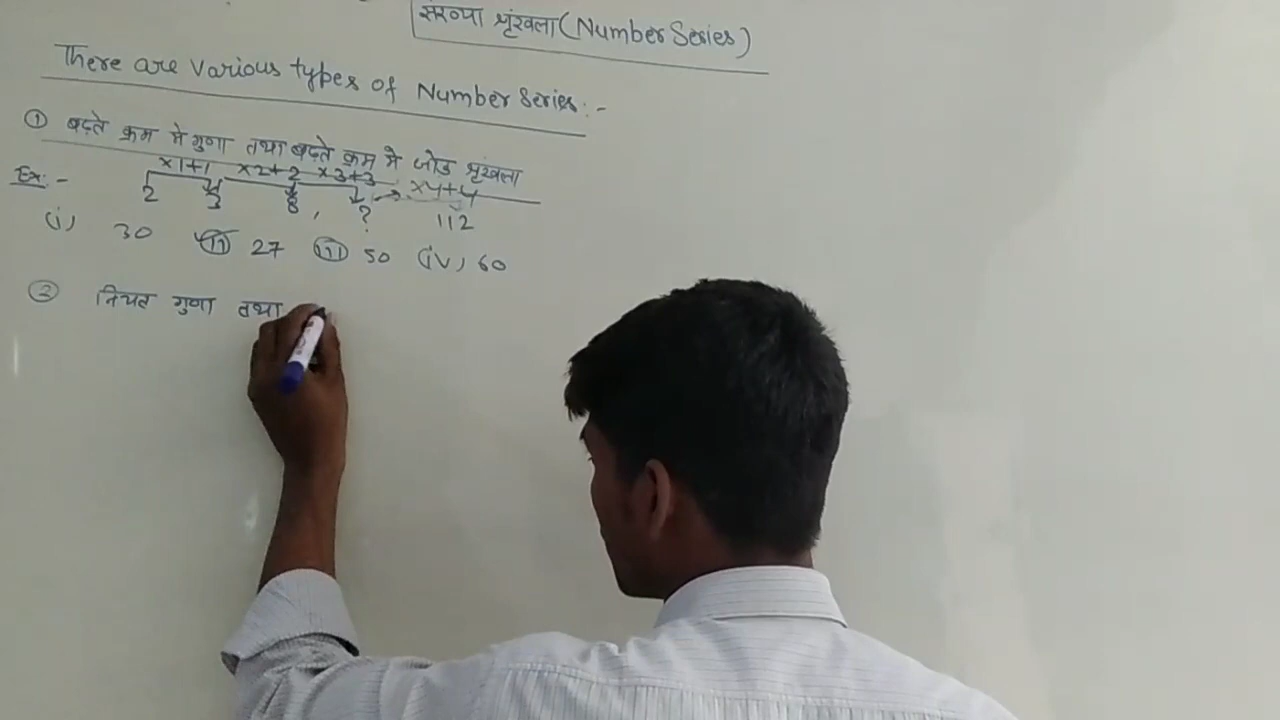 संख्या श्रृंखला (Number Series)
There are Various types of Number Series:-
① बढ़ते क्रम मे गुणा तथा बढ़ते क्रम मे जोड श्रृंखला
×1+1 ×2+2 ×3+3 ×4+4
Ex:- 2 3 8 , ? 112
(i) 30 (ii) 27 (iii) 50 (iv) 60
② नियत गुणा तथा